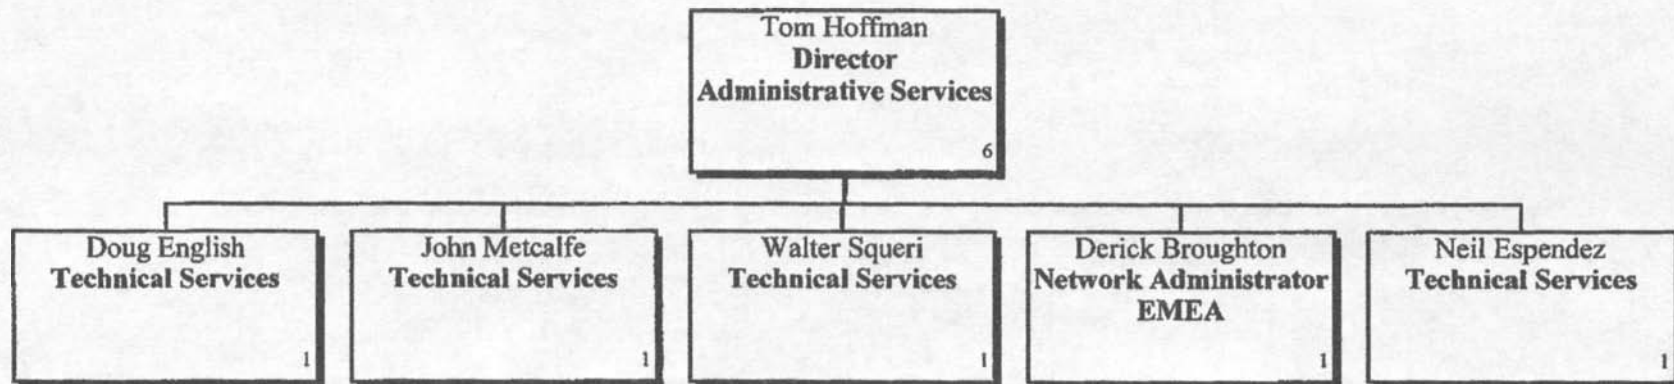 Tom Hoffman
Director
Administrative Services
6
Doug English
Technical Services
1
John Metcalfe
Technical Services
1
Walter Squeri
Technical Services
1
Derick Broughton
Network Administrator
EMEA
1
Neil Espendez
Technical Services
1